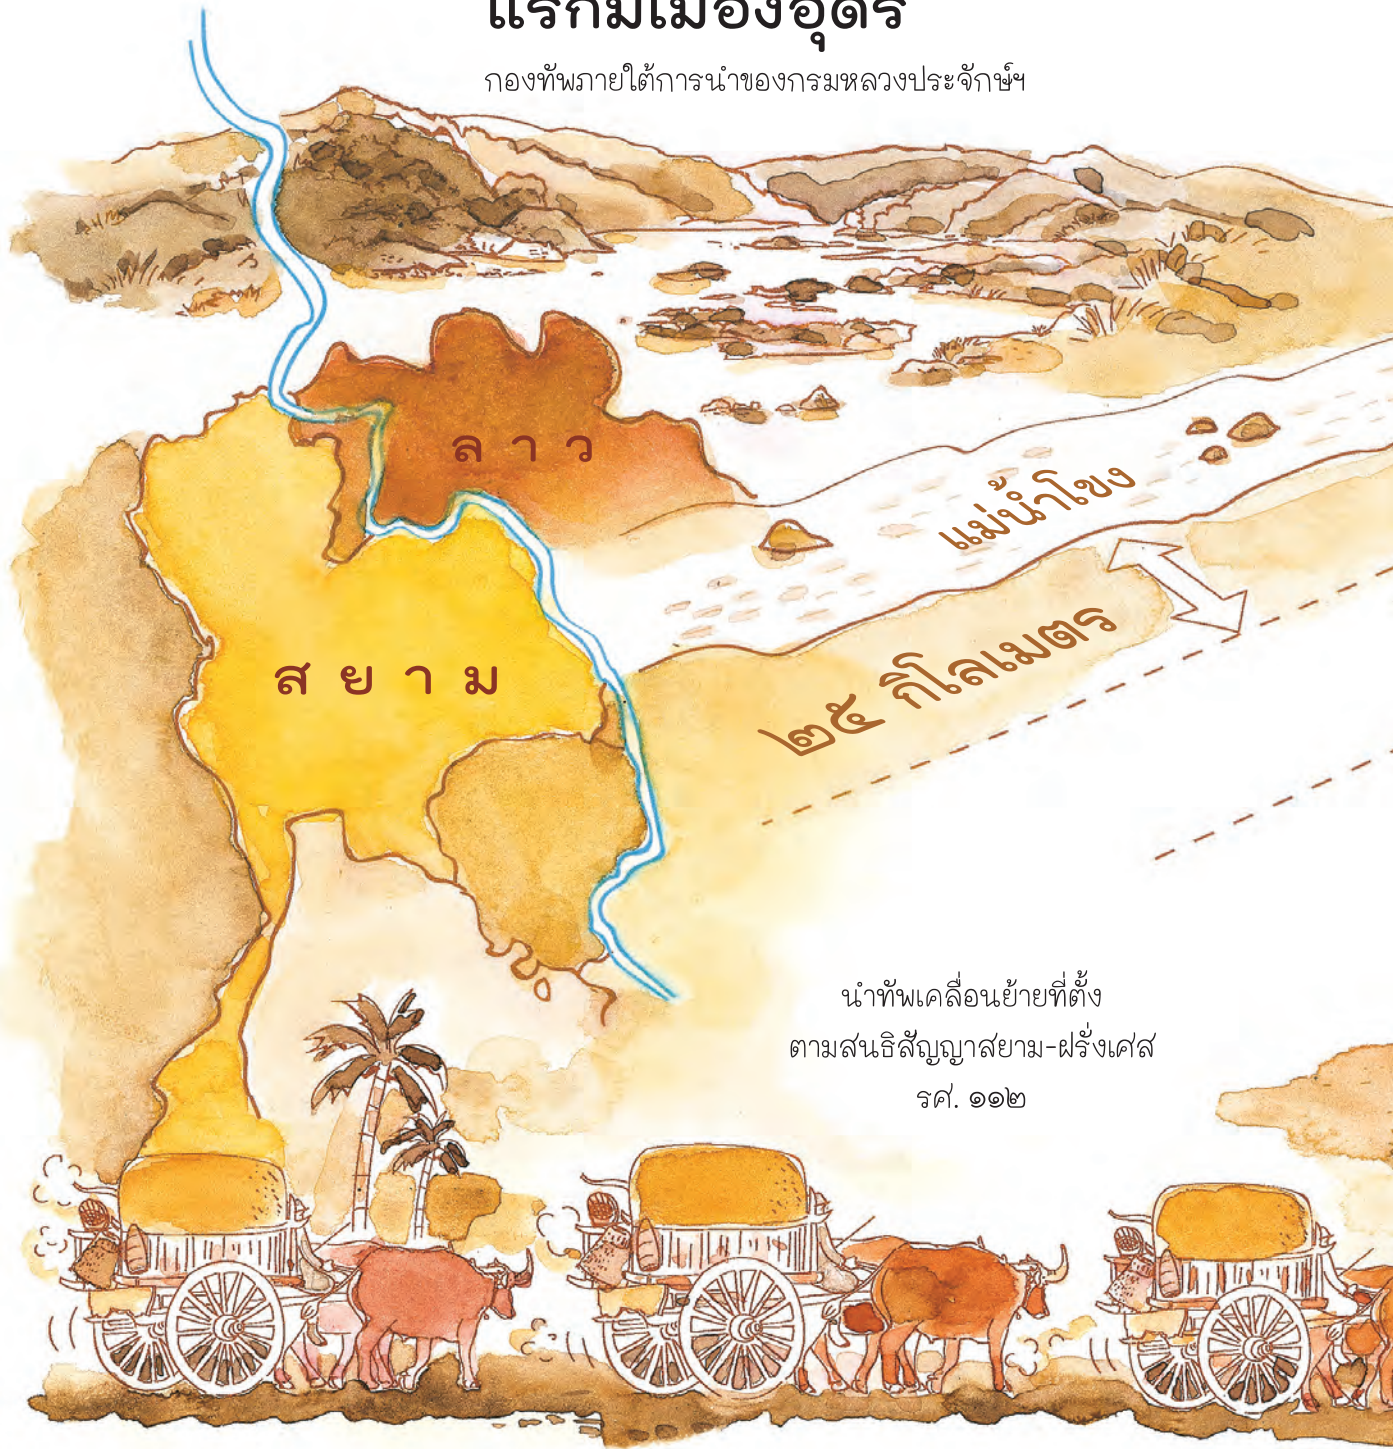 แรกมีเมืองอุดร
กองทัพภายใต้การนำของกรมหลวงประจักษ์ฯ
ลาว
แม่น้ำโขง
๒๕ กิโลเมตร
สยาม
นำทัพเคลื่อนย้ายที่ตั้ง
ตามสนธิสัญญาสยาม-ฝรั่งเศส
รศ. ๑๑๒